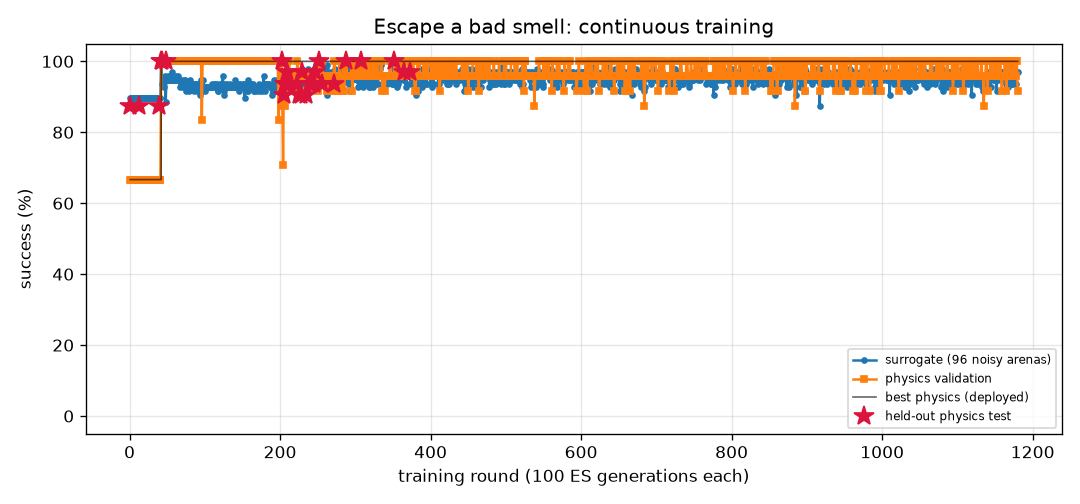 Escape a bad smell: continuous training
success (%)
100
80
60
40
20
0
0 200 400 600 800 1000 1200
training round (100 ES generations each)
surrogate (96 noisy arenas)
physics validation
best physics (deployed)
held-out physics test